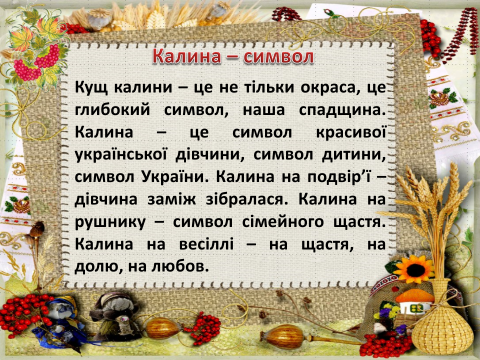 Калина – символ
Кущ калини – це не тільки окраса, це
глибокий символ, наша спадщина.
Калина – це символ красивої
української дівчини, символ дитини,
символ України. Калина на подвір’ї –
дівчина заміж зібралася. Калина на
рушнику – символ сімейного щастя.
Калина на весіллі – на щастя, на
долю, на любов.